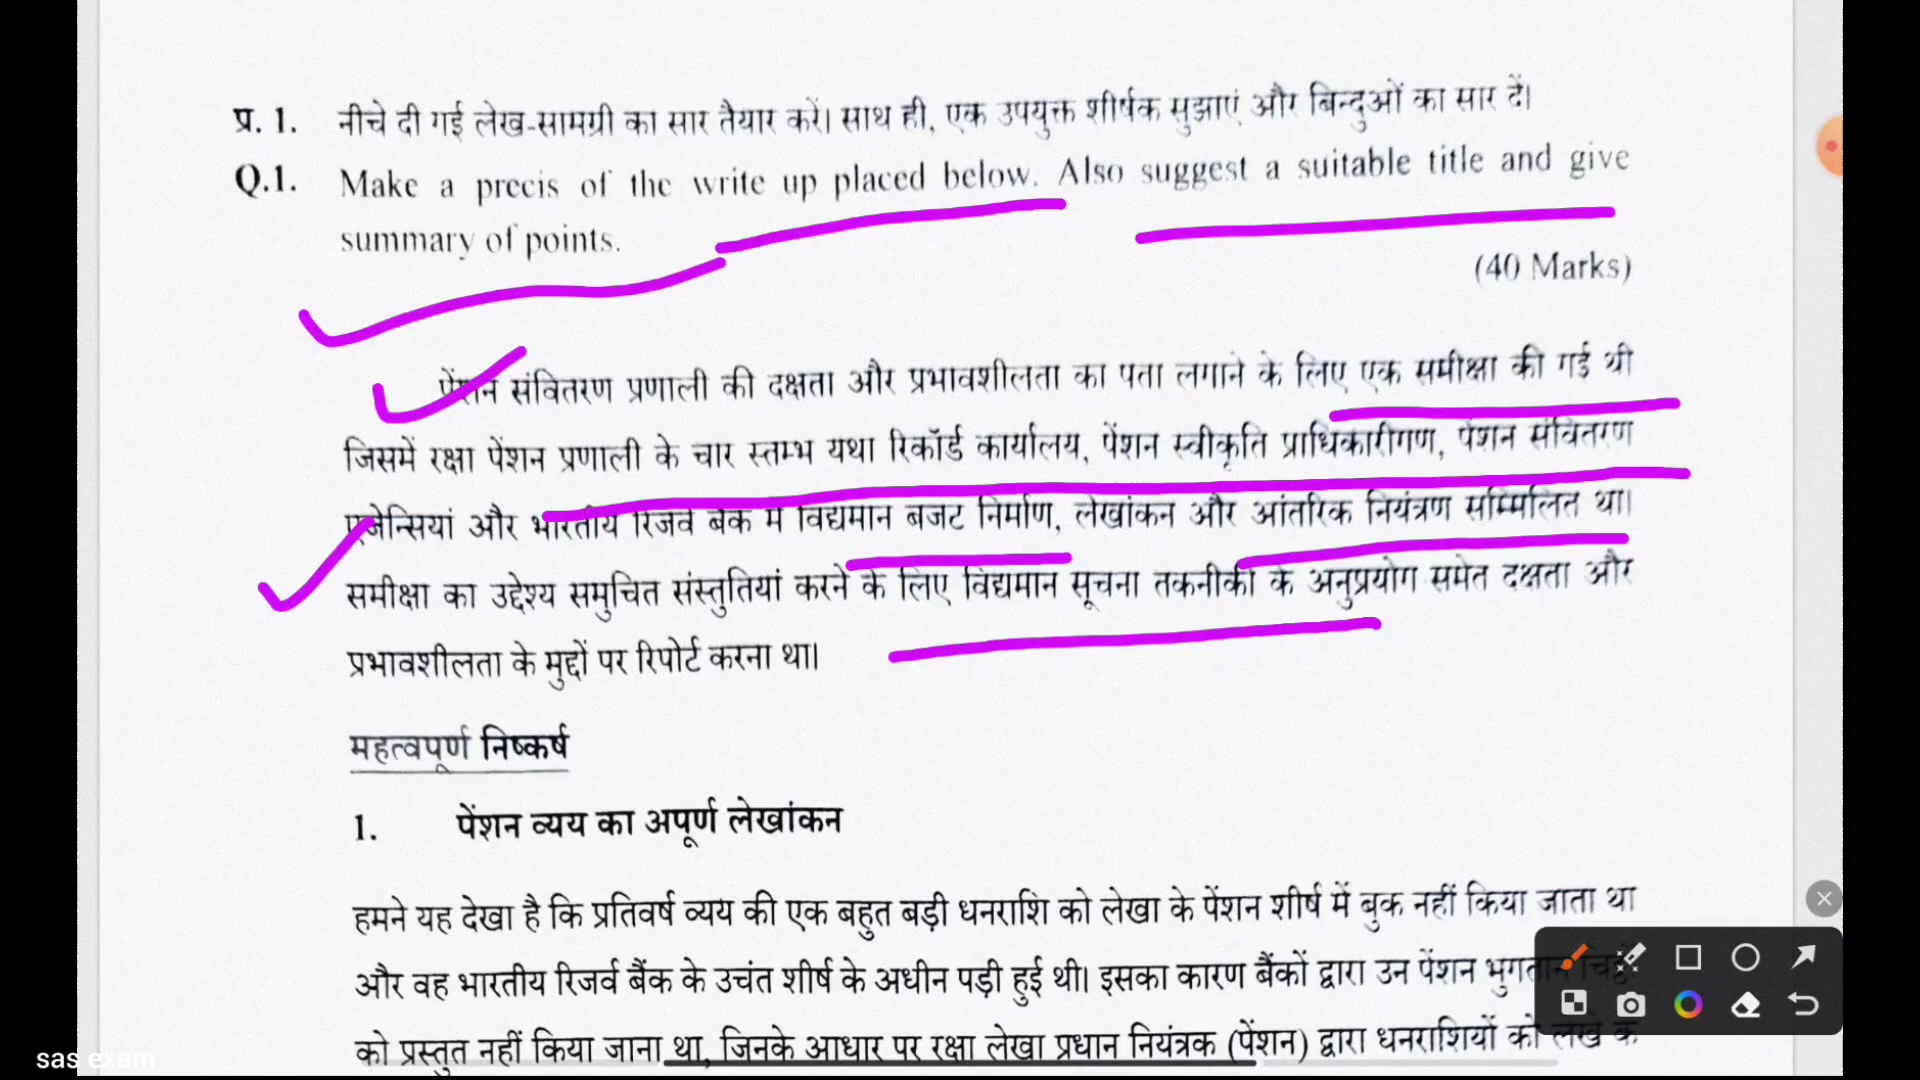 प्र. 1. नीचे दी गई लेख-सामग्री का सार तैयार करें। साथ ही, एक उपयुक्त शीर्षक सुझाएं और बिन्दुओं का सार दें।
Q.1. Make a precis of the write up placed below. Also suggest a suitable title and give
summary of points.
(40 Marks)
पेंशन संवितरण प्रणाली की दक्षता और प्रभावशीलता का पता लगाने के लिए एक समीक्षा की गई थी
जिसमें रक्षा पेंशन प्रणाली के चार स्तम्भ यथा रिकॉर्ड कार्यालय, पेंशन स्वीकृति प्राधिकारीगण, पेंशन संवितरण
एजेन्सियां और भारतीय रिजर्व बैंक में विद्यमान बजट निर्माण, लेखांकन और आंतरिक नियंत्रण सम्मिलित था।
समीक्षा का उद्देश्य समुचित संस्तुतियां करने के लिए विद्यमान सूचना तकनीकी के अनुप्रयोग समेत दक्षता और
प्रभावशीलता के मुद्दों पर रिपोर्ट करना था।
महत्वपूर्ण निष्कर्ष
1. पेंशन व्यय का अपूर्ण लेखांकन
हमने यह देखा है कि प्रतिवर्ष व्यय की एक बहुत बड़ी धनराशि को लेखा के पेंशन शीर्ष में बुक नहीं किया जाता था
और वह भारतीय रिजर्व बैंक के उचंत शीर्ष के अधीन पड़ी हुई थी। इसका कारण बैंकों द्वारा उन पेंशन भुगतान
को प्रस्तुत नहीं किया जाना था, जिनके आधार पर रक्षा लेखा प्रधान नियंत्रक (पेंशन) द्वारा धनराशियों को
sas exam